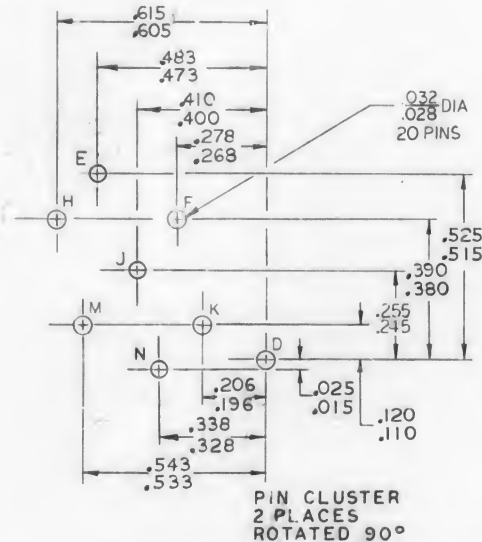 .615
.605
.483
.473
.410
.400
.278
.268
.032
.028 DIA
20 PINS
E
H
F
J
M
K
N
D
.525
.515
.390
.380
.255
.245
.206
.196
.025
.015
.120
.110
.338
.328
.543
.533
PIN CLUSTER
2 PLACES
ROTATED 90°